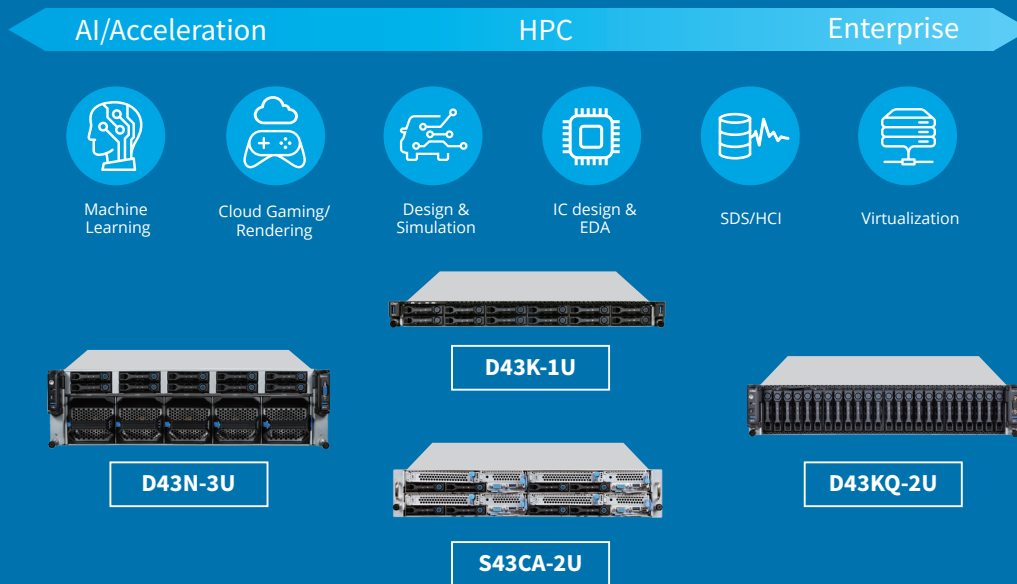 AI/Acceleration
HPC
Enterprise
Machine
Learning
Cloud Gaming/
Rendering
Design &
Simulation
IC design &
EDA
SDS/HCI
Virtualization
D43K-1U
D43N-3U
D43KQ-2U
S43CA-2U